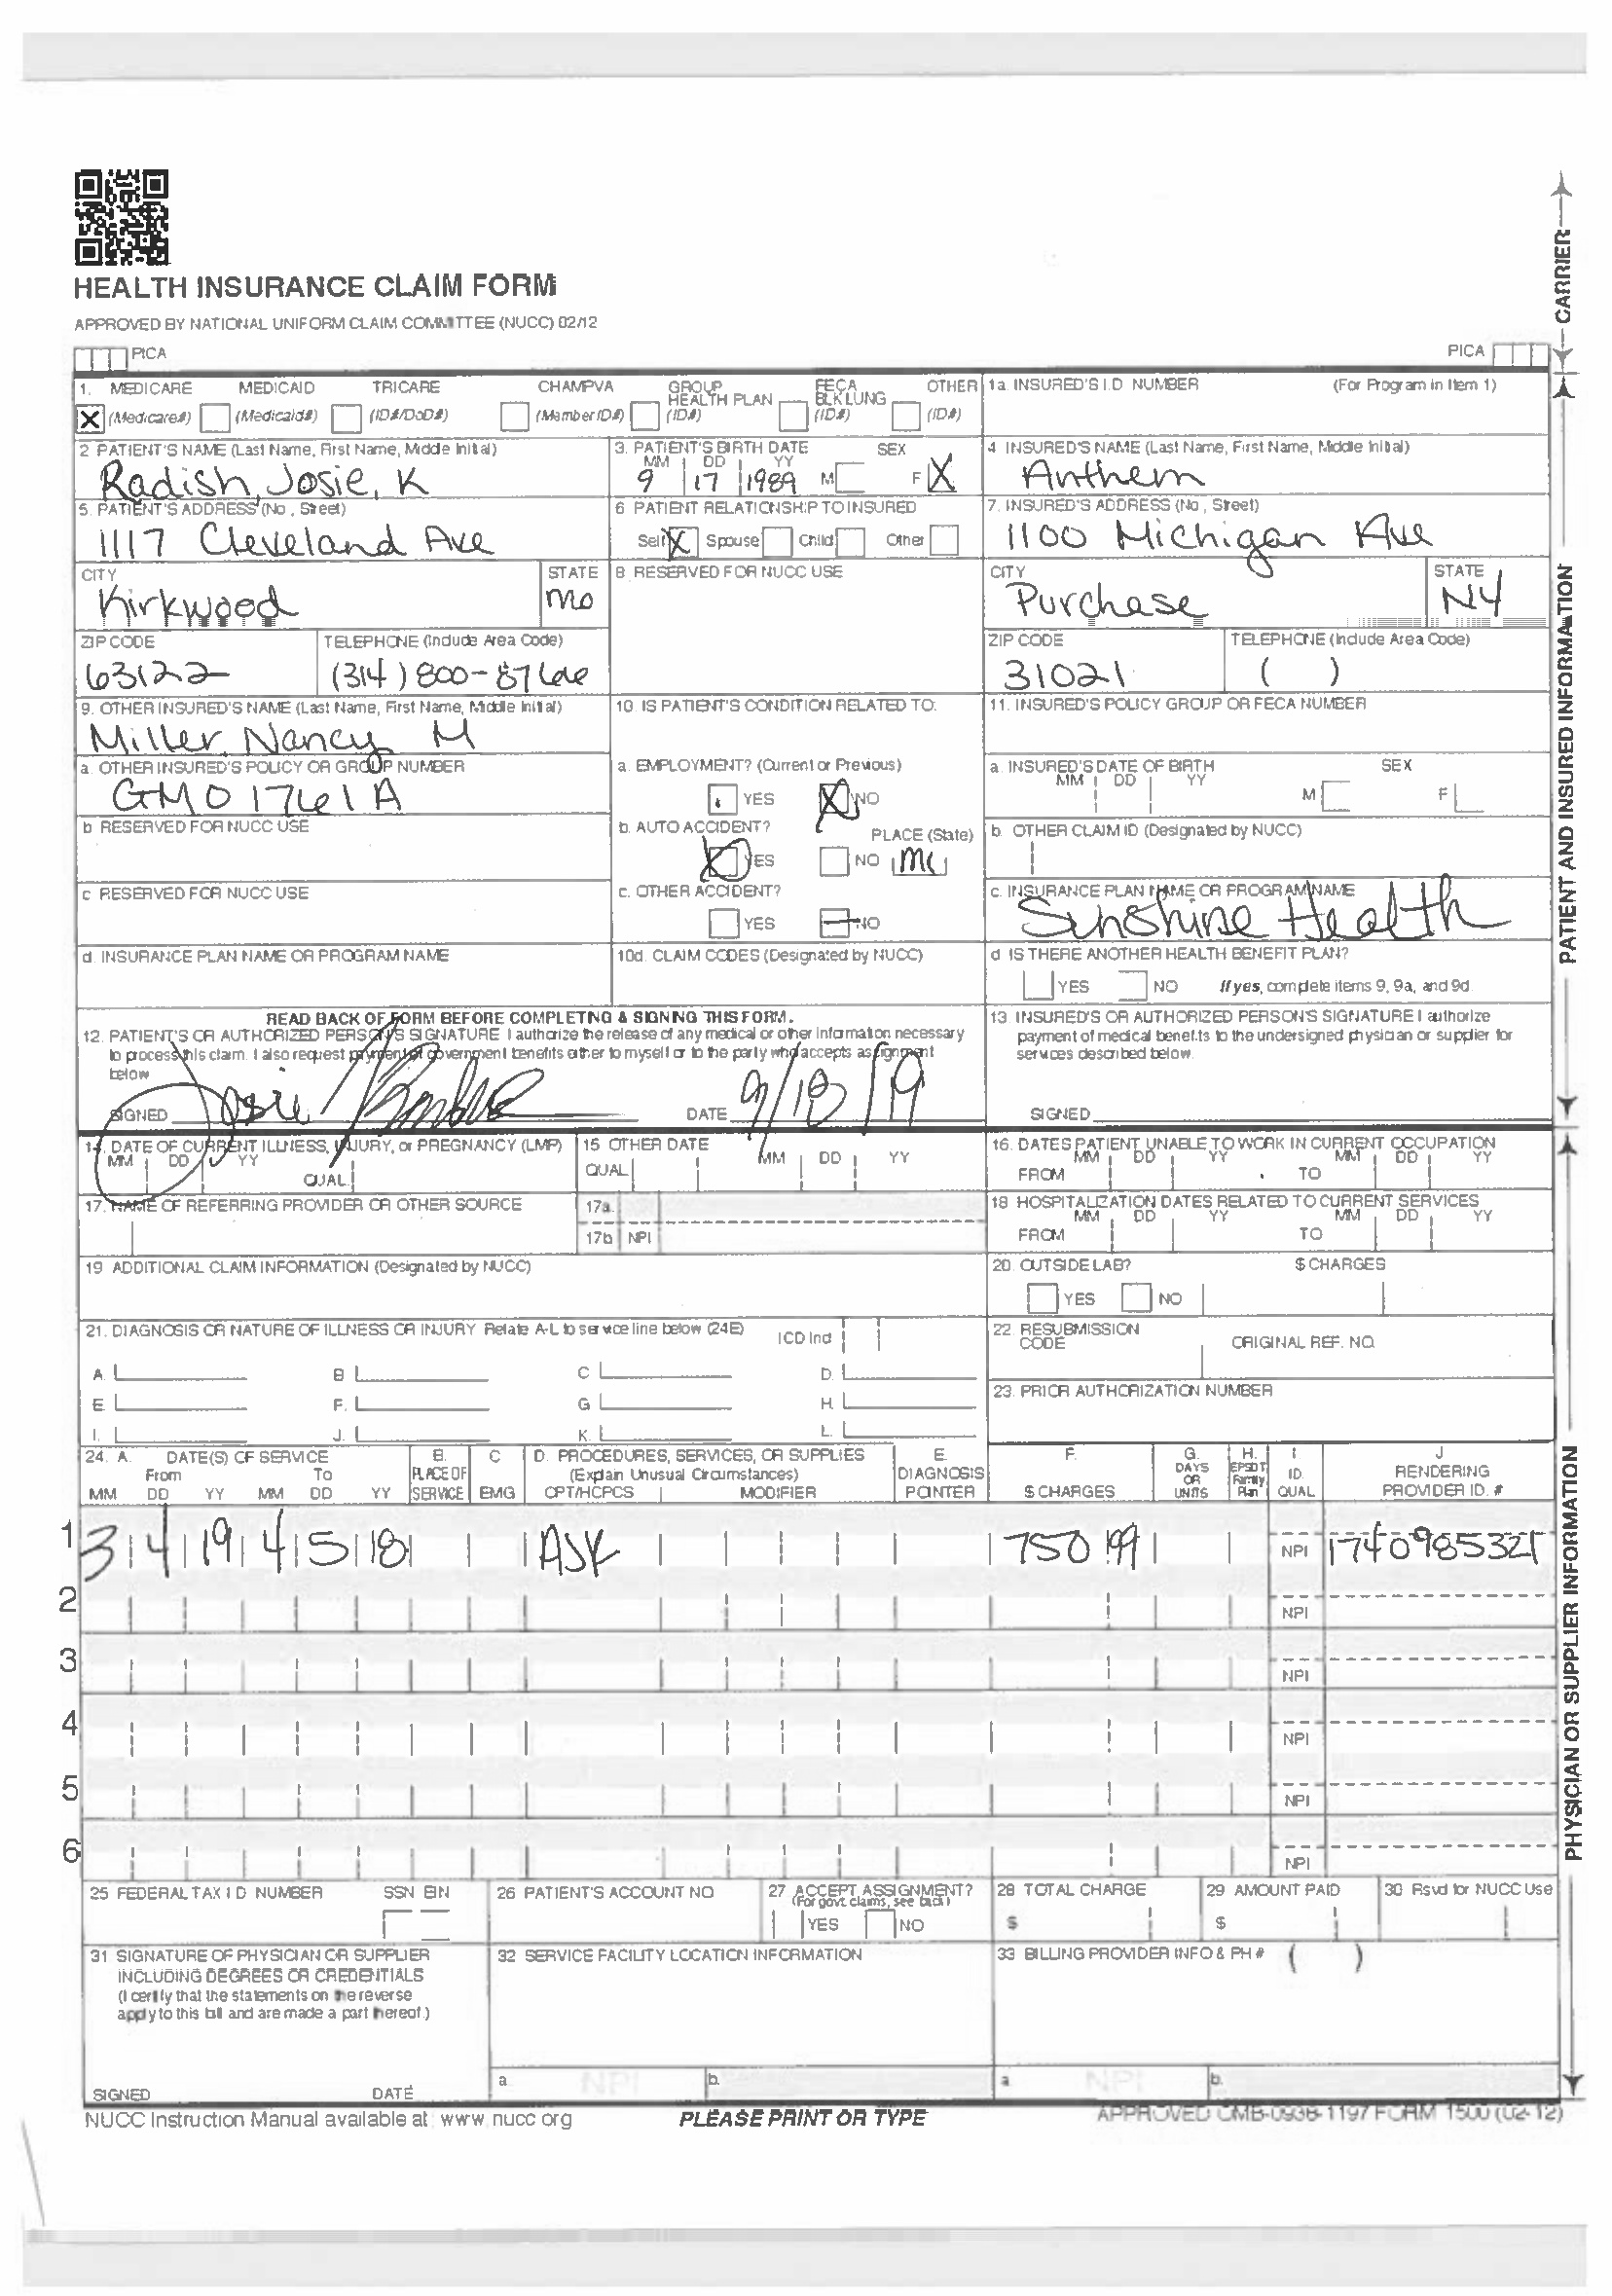 HEALTH INSURANCE CLAIM FORM
APPROVED BY NATIONAL UNIFORM CLAIM COMMITTEE (NUCC) 02/12
PICA PICA
CARRIER
1. MEDICARE MEDICAID TRICARE CHAMPVA GROUP HEALTH PLAN FECA BLK LUNG OTHER
X (Medicare#) (Medicaid#) (ID#/DoD#) (Member ID#) (ID#) (ID#) (ID#)
1a. INSURED'S I.D. NUMBER (For Program in Item 1)
2. PATIENT'S NAME (Last Name, First Name, Middle Initial)
Radish, Josie, K
3. PATIENT'S BIRTH DATE SEX
MM DD YY
9 17 1989 M F X
4. INSURED'S NAME (Last Name, First Name, Middle Initial)
Anthem
5. PATIENT'S ADDRESS (No., Street)
1117 Cleveland Ave
6. PATIENT RELATIONSHIP TO INSURED
Self X Spouse Child Other
7. INSURED'S ADDRESS (No., Street)
1100 Michigan Ave
CITY STATE
Kirkwood MO
8. RESERVED FOR NUCC USE
CITY STATE
Purchase NY
ZIP CODE TELEPHONE (Include Area Code)
63122 (314) 800-8766
ZIP CODE TELEPHONE (Include Area Code)
31021 ( )
9. OTHER INSURED'S NAME (Last Name, First Name, Middle Initial)
Miller, Nancy M
10. IS PATIENT'S CONDITION RELATED TO:
11. INSURED'S POLICY GROUP OR FECA NUMBER
a. OTHER INSURED'S POLICY OR GROUP NUMBER
GM01761A
a. EMPLOYMENT? (Current or Previous)
YES X NO
a. INSURED'S DATE OF BIRTH SEX
MM DD YY M F
b. RESERVED FOR NUCC USE
b. AUTO ACCIDENT? PLACE (State)
X YES NO
b. OTHER CLAIM ID (Designated by NUCC)
c. RESERVED FOR NUCC USE
c. OTHER ACCIDENT?
YES NO
c. INSURANCE PLAN NAME OR PROGRAM NAME
Sunshine Health
d. INSURANCE PLAN NAME OR PROGRAM NAME
10d. CLAIM CODES (Designated by NUCC)
d. IS THERE ANOTHER HEALTH BENEFIT PLAN?
YES NO If yes, complete items 9, 9a, and 9d.
PATIENT AND INSURED INFORMATION
READ BACK OF FORM BEFORE COMPLETING & SIGNING THIS FORM.
12. PATIENT'S OR AUTHORIZED PERSON'S SIGNATURE I authorize the release of any medical or other information necessary
to process this claim. I also request payment of government benefits either to myself or to the party who accepts assignment
below
SIGNED Josie DATE 9/18/19
13. INSURED'S OR AUTHORIZED PERSON'S SIGNATURE I authorize
payment of medical benefits to the undersigned physician or supplier for
services described below.
SIGNED
14. DATE OF CURRENT ILLNESS, INJURY, or PREGNANCY (LMP)
MM DD YY QUAL.
15. OTHER DATE
QUAL. MM DD YY
16. DATES PATIENT UNABLE TO WORK IN CURRENT OCCUPATION
MM DD YY MM DD YY
FROM TO
17. NAME OF REFERRING PROVIDER OR OTHER SOURCE
17a.
17b. NPI
18. HOSPITALIZATION DATES RELATED TO CURRENT SERVICES
MM DD YY MM DD YY
FROM TO
19. ADDITIONAL CLAIM INFORMATION (Designated by NUCC)
20. OUTSIDE LAB? $ CHARGES
YES NO
21. DIAGNOSIS OR NATURE OF ILLNESS OR INJURY Relate A-L to service line below (24E) ICD Ind.
A. B. C. D.
E. F. G. H.
I. J. K. L.
22. RESUBMISSION CODE ORIGINAL REF. NO.
23. PRIOR AUTHORIZATION NUMBER
24. A. DATE(S) OF SERVICE B. C. D. PROCEDURES, SERVICES, OR SUPPLIES E. F. G. H. I. J.
From To PLACE OF SERVICE EMG (Explain Unusual Circumstances) DIAGNOSIS POINTER $ CHARGES DAYS OR UNITS EPSDT Family Plan ID. QUAL. RENDERING PROVIDER ID. #
MM DD YY MM DD YY CPT/HCPCS MODIFIER
1 3 4 19 4 5 18 ASK 750 99 NPI 1740985321
2 NPI
3 NPI
4 NPI
5 NPI
6 NPI
25. FEDERAL TAX I.D. NUMBER SSN EIN
26. PATIENT'S ACCOUNT NO.
27. ACCEPT ASSIGNMENT?
(For govt. claims, see back)
YES NO
28. TOTAL CHARGE
$
29. AMOUNT PAID
$
30. Rsvd for NUCC Use
31. SIGNATURE OF PHYSICIAN OR SUPPLIER
INCLUDING DEGREES OR CREDENTIALS
(I certify that the statements on the reverse
apply to this bill and are made a part thereof.)
SIGNED DATE
32. SERVICE FACILITY LOCATION INFORMATION
a. NPI b.
33. BILLING PROVIDER INFO & PH # ( )
a. NPI b.
PHYSICIAN OR SUPPLIER INFORMATION
NUCC Instruction Manual available at: www.nucc.org
PLEASE PRINT OR TYPE
APPROVED OMB-0938-1197 FORM 1500 (02-12)